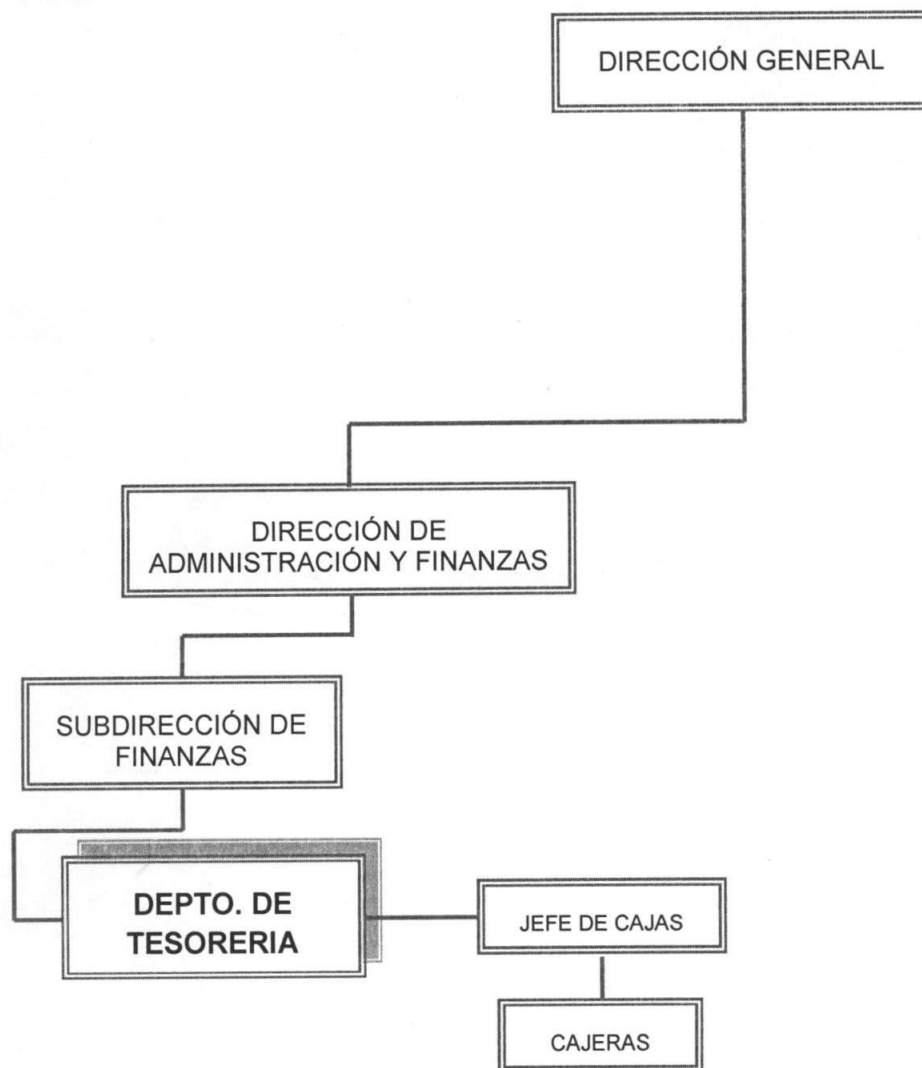 DIRECCIÓN GENERAL
DIRECCIÓN DE
ADMINISTRACIÓN Y FINANZAS
SUBDIRECCIÓN DE
FINANZAS
DEPTO. DE
TESORERIA
JEFE DE CAJAS
CAJERAS